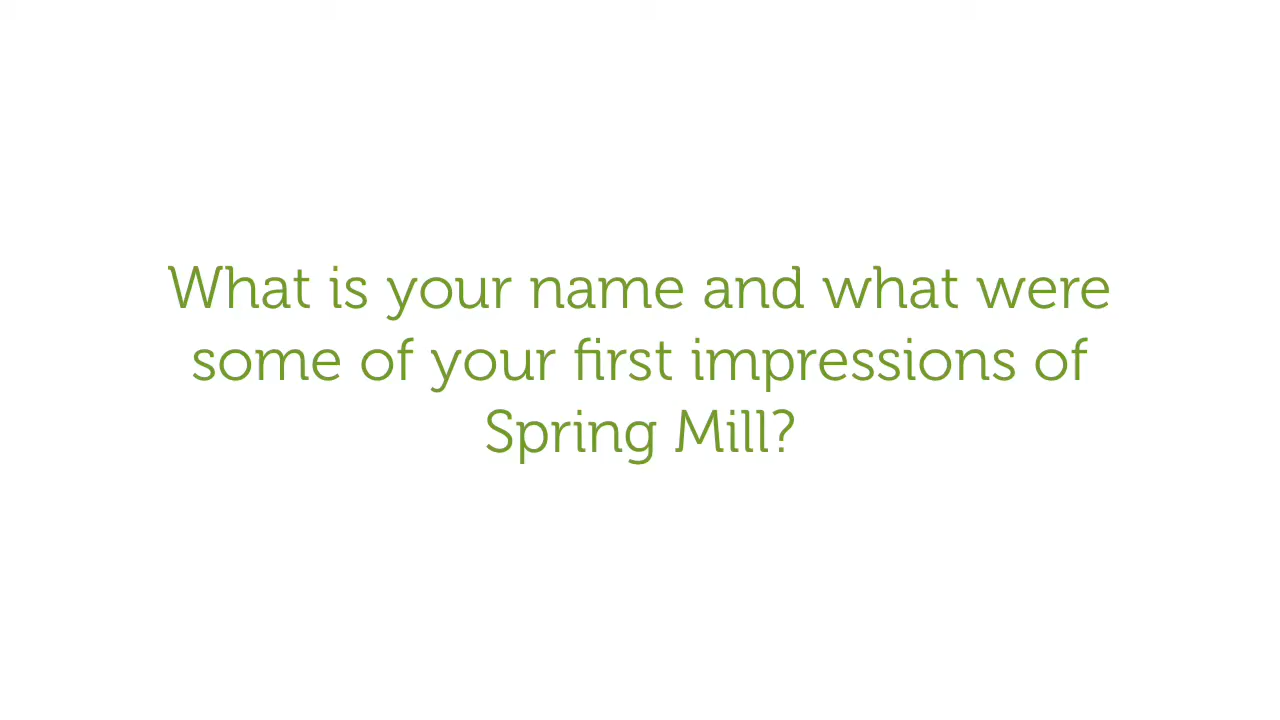 What is your name and what were
some of your first impressions of
Spring Mill?